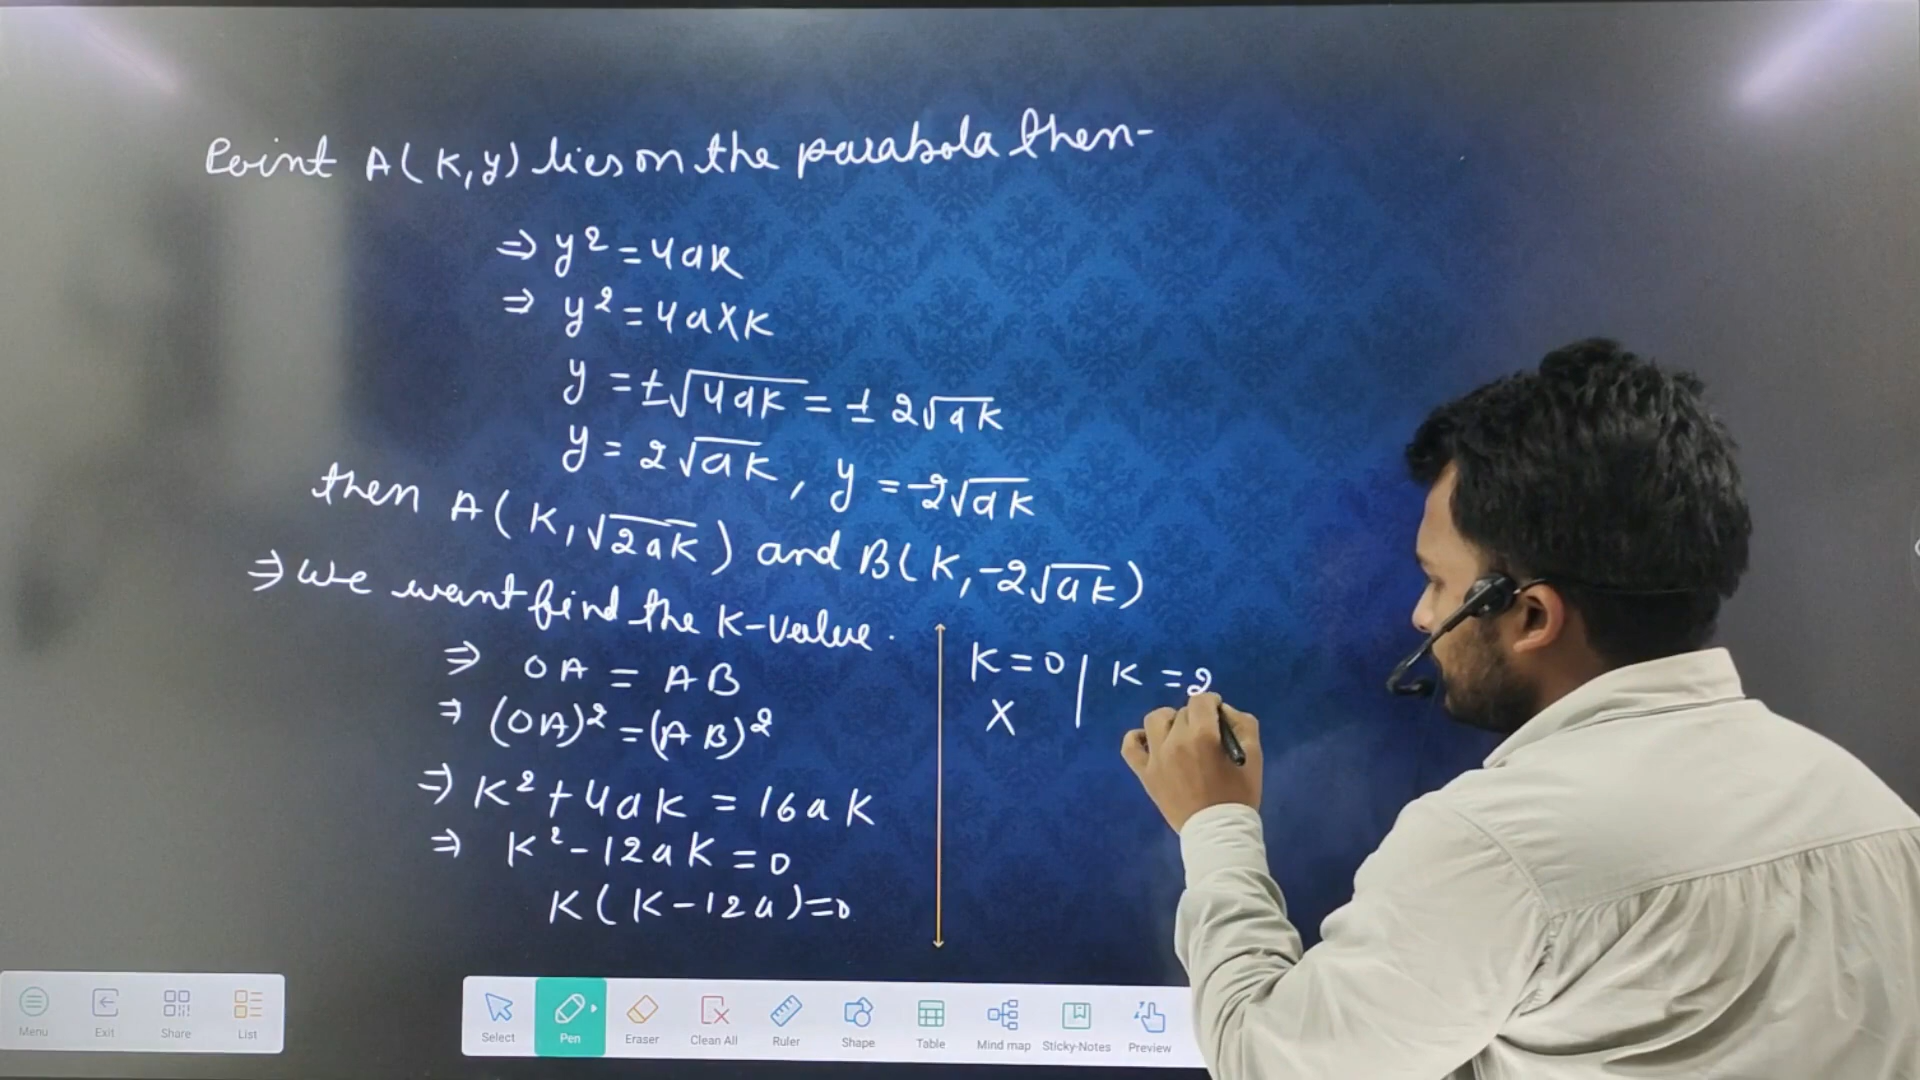 Point A(K,y) lies on the parabola then-
⇒ y² = 4ak
⇒ y² = 4a×K
y = ±√4ak = ± 2√ak
y = 2√ak, y = -2√ak
then A(K,√2ak) and B(K,-2√ak)
⇒ we want find the K-value.
⇒ OA = AB
⇒ (OA)² = (AB)²
⇒ K² + 4ak = 16ak
⇒ K² - 12ak = 0
K(K-12a)=0
K=0 | K=2
X
Menu Exit Share List
Select Pen Eraser Clean All Ruler Shape Table Mind map Sticky-Notes Preview